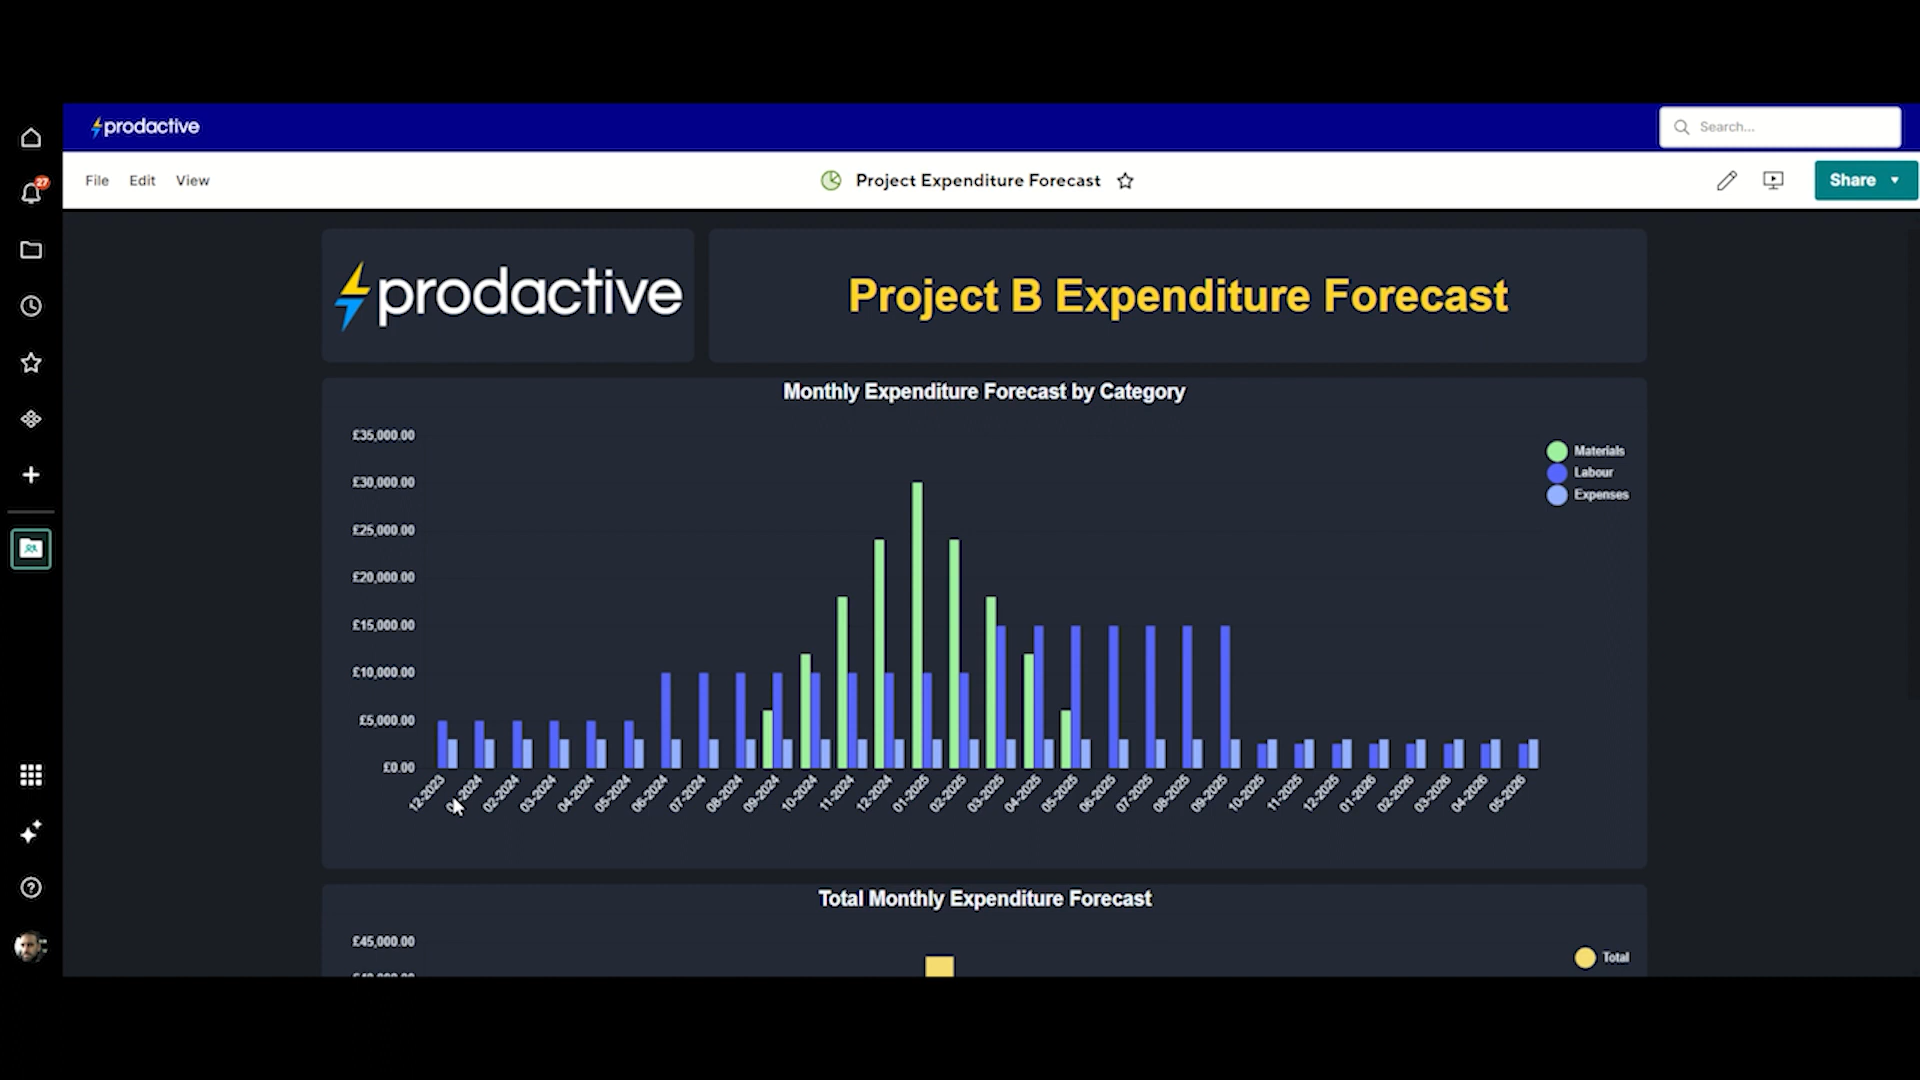 prodactive
Search...
27
File Edit View
Project Expenditure Forecast
Share
prodactive
Project B Expenditure Forecast
Monthly Expenditure Forecast by Category
£35,000.00
£30,000.00
£25,000.00
£20,000.00
£15,000.00
£10,000.00
£5,000.00
£0.00
Materials
Labour
Expenses
12-2023 02-2024 03-2024 04-2024 05-2024 06-2024 07-2024 08-2024 09-2024 10-2024 11-2024 12-2024 01-2025 02-2025 03-2025 04-2025 05-2025 06-2025 07-2025 08-2025 09-2025 10-2025 11-2025 12-2025 01-2026 02-2026 03-2026 04-2026 05-2026
Total Monthly Expenditure Forecast
£45,000.00
Total